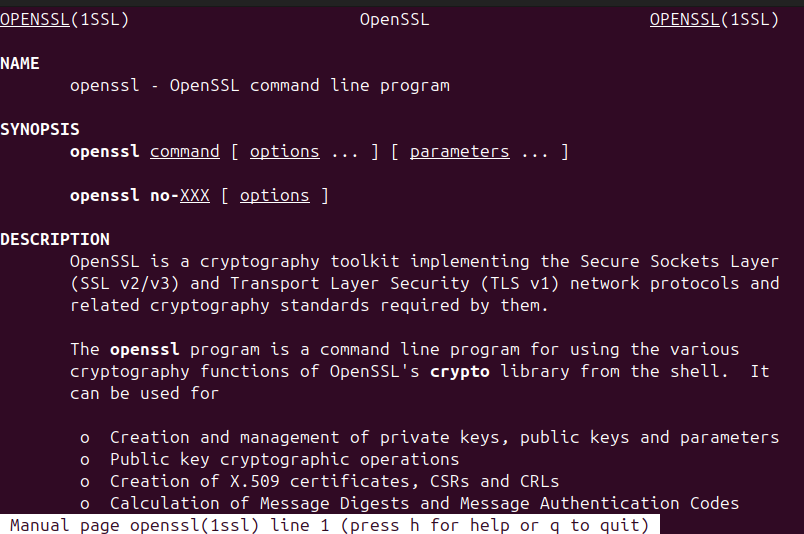 OPENSSL(1SSL) OpenSSL OPENSSL(1SSL)
NAME
openssl - OpenSSL command line program
SYNOPSIS
openssl command [ options ... ] [ parameters ... ]
openssl no-XXX [ options ]
DESCRIPTION
OpenSSL is a cryptography toolkit implementing the Secure Sockets Layer
(SSL v2/v3) and Transport Layer Security (TLS v1) network protocols and
related cryptography standards required by them.
The openssl program is a command line program for using the various
cryptography functions of OpenSSL's crypto library from the shell.  It
can be used for
o  Creation and management of private keys, public keys and parameters
o  Public key cryptographic operations
o  Creation of X.509 certificates, CSRs and CRLs
o  Calculation of Message Digests and Message Authentication Codes
Manual page openssl(1ssl) line 1 (press h for help or q to quit)